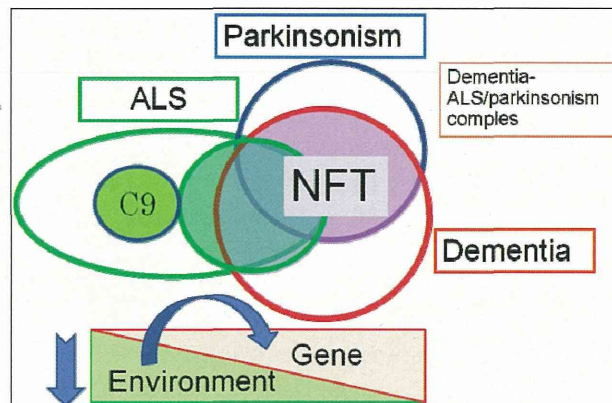 Parkinsonism
Dementia-
ALS/parkinsonism
comples
ALS
C9
NFT
Dementia
Gene
Environment